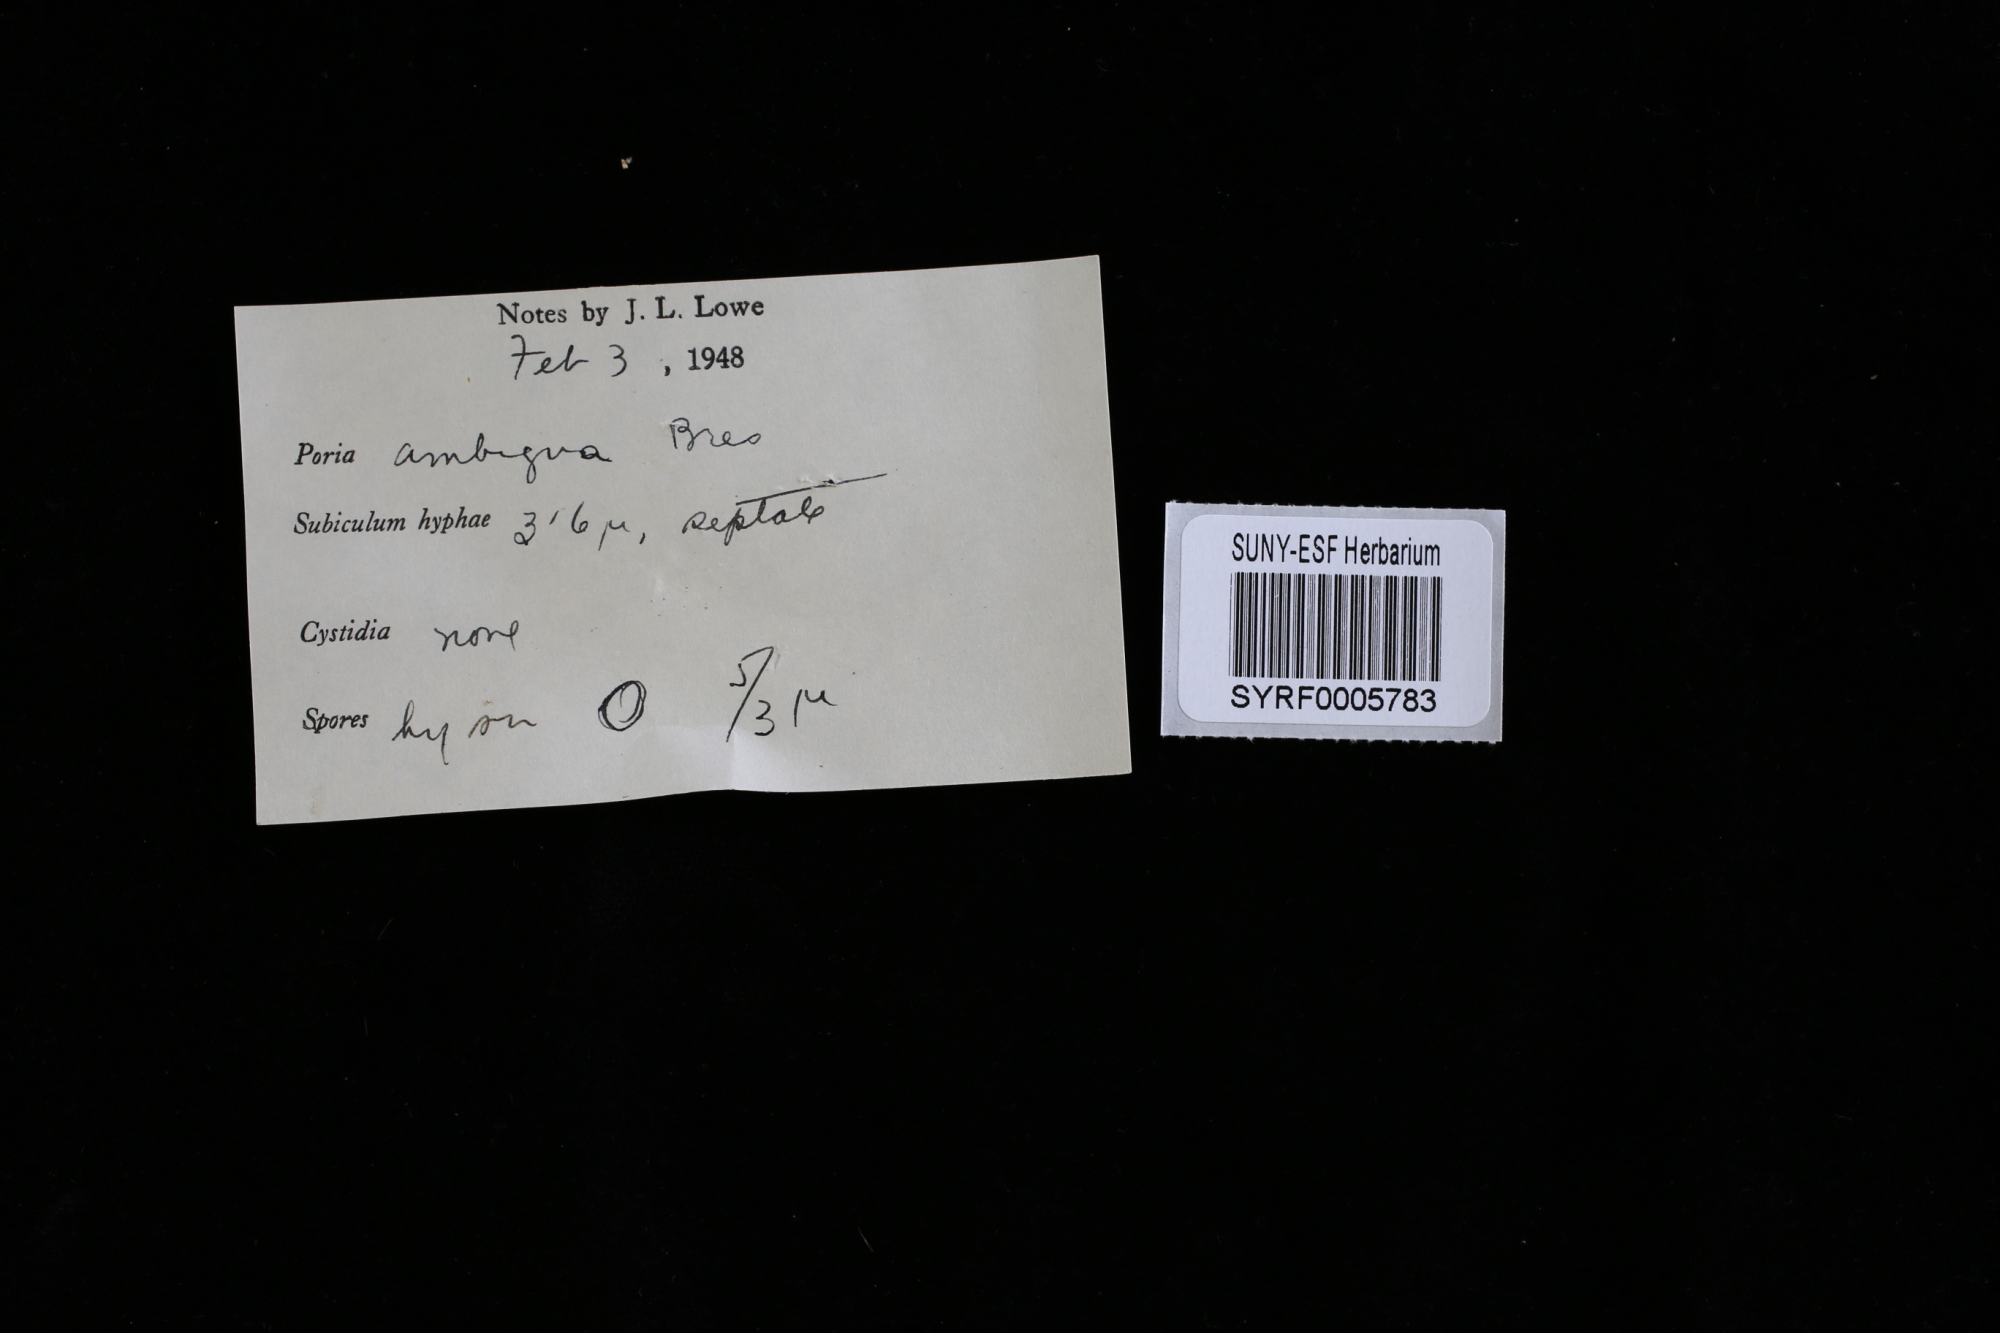 Notes by J. L. Lowe
Feb 3, 1948
Poria ambigua Bres
Subiculum hyphae 3-6 µ, septate
Cystidia none
Spores hy sm 5/3 µ
SUNY-ESF Herbarium
SYRF0005783